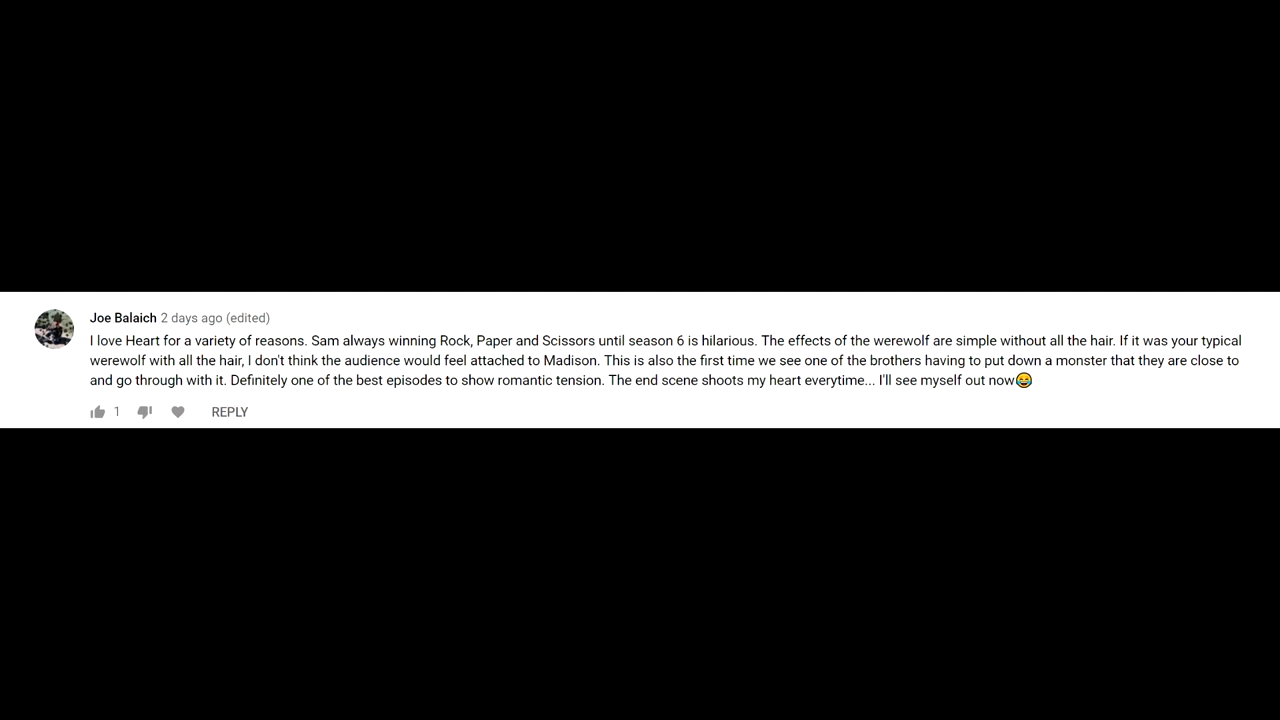 Joe Balaich 2 days ago (edited)
I love Heart for a variety of reasons. Sam always winning Rock, Paper and Scissors until season 6 is hilarious. The effects of the werewolf are simple without all the hair. If it was your typical
werewolf with all the hair, I don't think the audience would feel attached to Madison. This is also the first time we see one of the brothers having to put down a monster that they are close to
and go through with it. Definitely one of the best episodes to show romantic tension. The end scene shoots my heart everytime... I'll see myself out now😂
1 REPLY